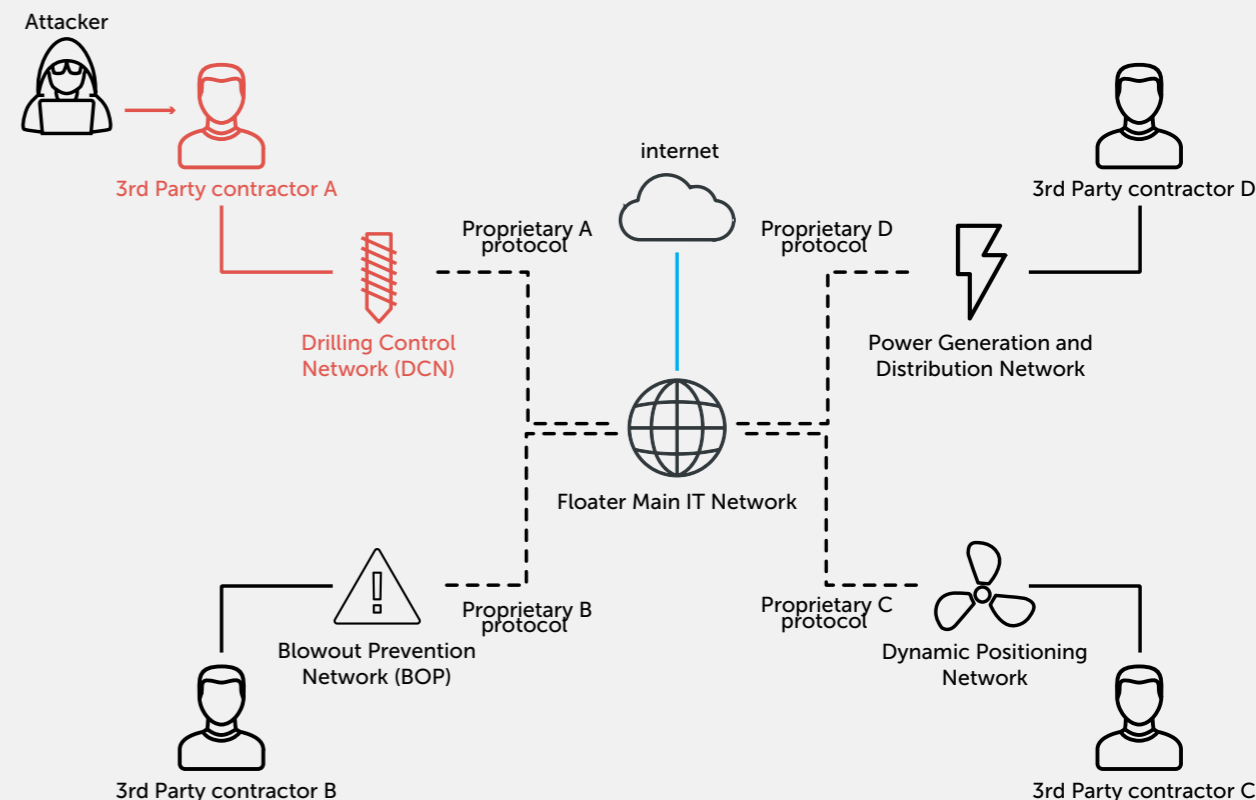 Attacker
3rd Party contractor A
internet
3rd Party contractor D
Proprietary A
protocol
Proprietary D
protocol
Drilling Control
Network (DCN)
Power Generation and
Distribution Network
Floater Main IT Network
Proprietary B
protocol
Proprietary C
protocol
Blowout Prevention
Network (BOP)
Dynamic Positioning
Network
3rd Party contractor B
3rd Party contractor C